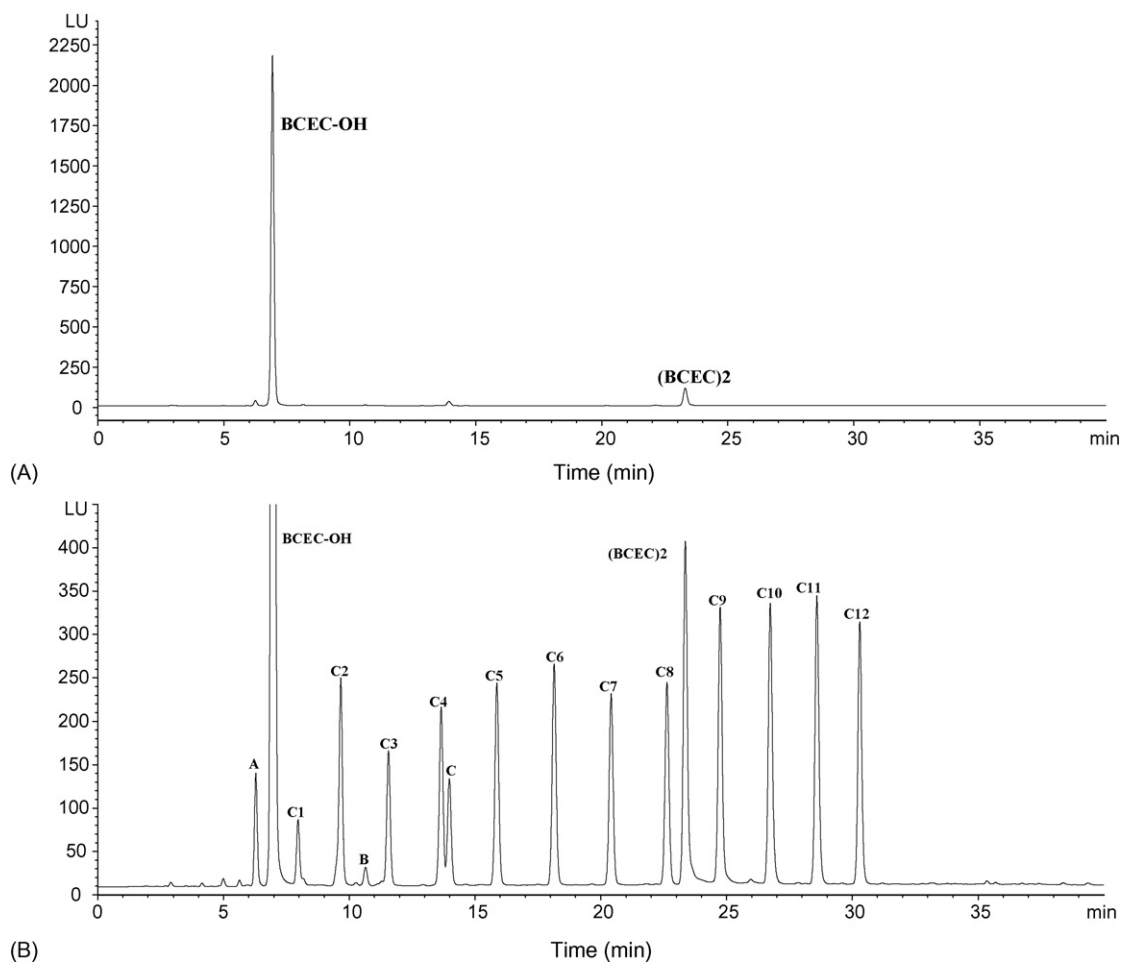 LU
2250
2000
1750
1500
1250
1000
750
500
250
0
BCEC-OH
(BCEC)2
0 5 10 15 20 25 30 35 min
(A) Time (min)
LU
400
350
300
250
200
150
100
50
0
BCEC-OH
(BCEC)2
A
C1
C2
B
C3
C4
C
C5
C6
C7
C8
C9
C10
C11
C12
0 5 10 15 20 25 30 35 min
(B) Time (min)